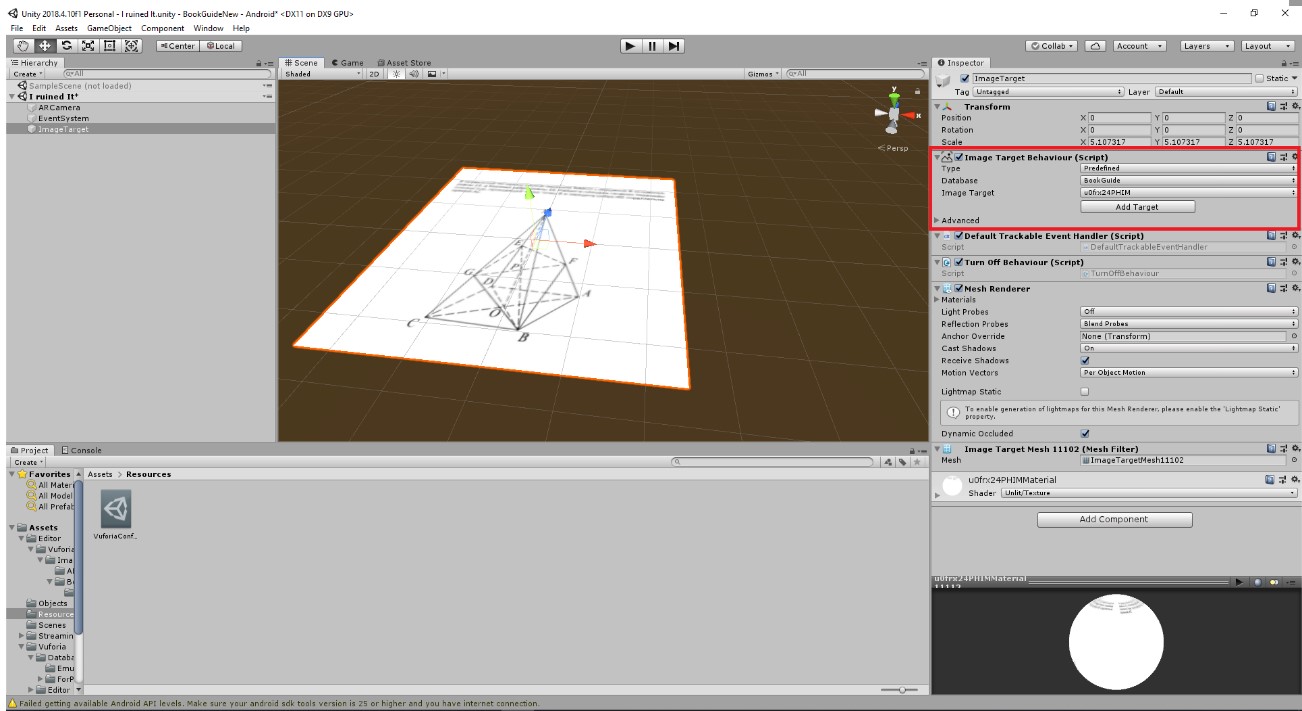 Unity 2018.4.10f1 Personal - I ruined It.unity - BookGuideNew - Android* <DX11 on DX9 GPU>
File Edit Assets GameObject Component Window Help
Center Local Collab Account Layers Layout
Hierarchy
Create All
SampleScene (not loaded)
I ruined It*
ARCamera
EventSystem
ImageTarget
Scene Game Asset Store
Shaded 2D Gizmos All
y
x
Persp
E
F
G
P
D
A
C
O
B
Inspector
ImageTarget Static
Tag Untagged Layer Default
Transform
Position X 0 Y 0 Z 0
Rotation X 0 Y 0 Z 0
Scale X 5.107317 Y 5.107317 Z 5.107317
Image Target Behaviour (Script)
Type Predefined
Database BookGuide
Image Target u0frx24PHIM
Add Target
Advanced
Default Trackable Event Handler (Script)
Script DefaultTrackableEventHandler
Turn Off Behaviour (Script)
Script TurnOffBehaviour
Mesh Renderer
Materials
Light Probes Off
Reflection Probes Blend Probes
Anchor Override None (Transform)
Cast Shadows On
Receive Shadows
Motion Vectors Per Object Motion
Lightmap Static
To enable generation of lightmaps for this Mesh Renderer, please enable the 'Lightmap Static'
property.
Dynamic Occluded
Image Target Mesh 11102 (Mesh Filter)
Mesh ImageTargetMesh11102
u0frx24PHIMMaterial
Shader Unlit/Texture
Add Component
u0frx24PHIMMaterial
Project Console
Create
Favorites
All Materi
All Model
All Prefab
Assets
Editor
Vuforia
Ima
Al
B
Objects
Resource
Scenes
Streamin
Vuforia
Databa
Emu
ForP
Editor
Assets > Resources
VuforiaConf...
Failed getting available Android API levels. Make sure your android sdk tools version is 25 or higher and you have internet connection.